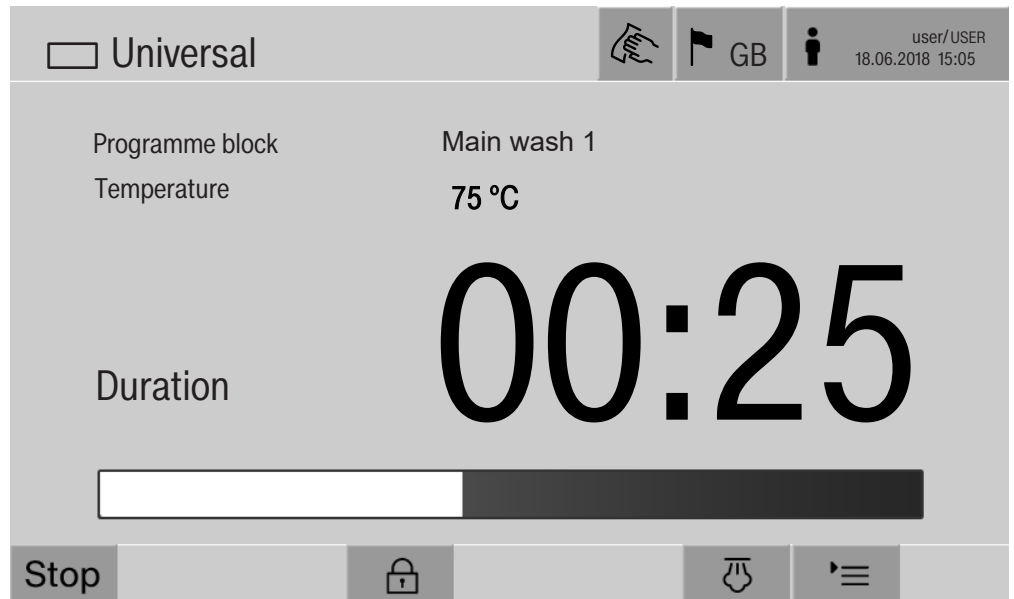 Universal
GB
user/USER
18.06.2018 15:05
Programme block
Main wash 1
Temperature
75 ºC
Duration
00:25
Stop